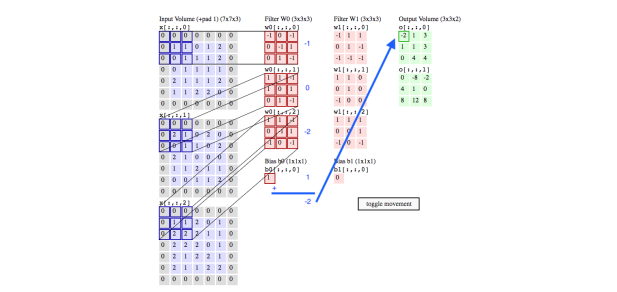 Input Volume (+pad 1) (7x7x3)
x[:,:,0]
0 0 0 0 0 0 0
0 1 1 0 1 2 0
0 0 1 1 0 4 0
0 0 1 1 1 1 0
0 2 1 1 2 0 0
0 1 1 2 2 0 0
0 0 0 0 0 0 0
x[:,:,1]
0 0 0 0 0 0 0
0 2 1 0 2 0 0
0 0 1 1 0 2 0
0 2 1 0 0 0 0
0 0 1 0 0 1 0
0 0 0 1 1 2 0
0 0 0 0 0 0 0
x[:,:,2]
0 0 0 0 0 0 0
0 1 1 2 0 1 0
0 2 2 2 1 1 0
0 2 2 2 0 1 0
0 2 1 2 2 1 0
0 2 1 1 2 0 0
0 0 0 0 0 0 0
Filter W0 (3x3x3)
w0[:,:,0]
-1 0 -1
0 -1 1
0 1 -1
-1
w0[:,:,1]
1 1 -1
1 0 1
0 1 -1
0
w0[:,:,2]
1 1 1
0 1 1
-1 0 -1
-2
Bias b0 (1x1x1)
b0[:,:,0]
1
1
+
-2
Filter W1 (3x3x3)
w1[:,:,0]
-1 1 1
0 1 -1
-1 -1 -1
w1[:,:,1]
1 1 0
0 1 0
-1 0 0
w1[:,:,2]
1 1 1
0 0 1
-1 0 -1
Bias b1 (1x1x1)
b1[:,:,0]
0
Output Volume (3x3x2)
o[:,:,0]
-2 1 3
1 1 3
0 4 4
o[:,:,1]
0 -8 -2
4 1 0
8 12 8
toggle movement